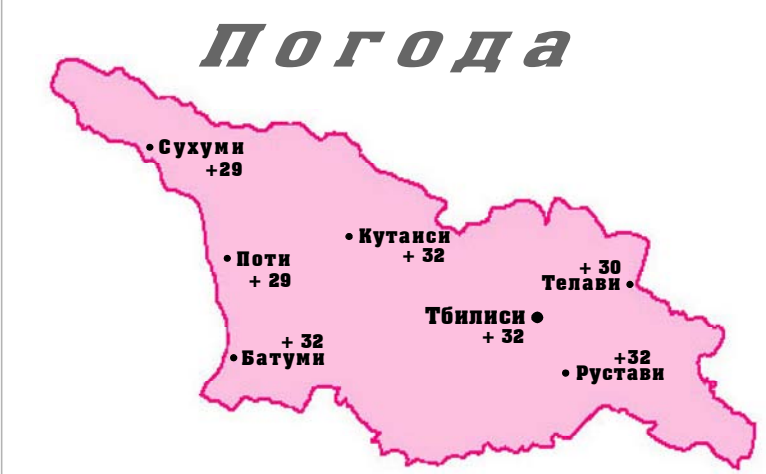 Погода
Сухуми
+29
Кутаиси
+ 32
Поти
+ 29
+ 30
Телави
Тбилиси
+ 32
+ 32
Батуми
+32
Рустави